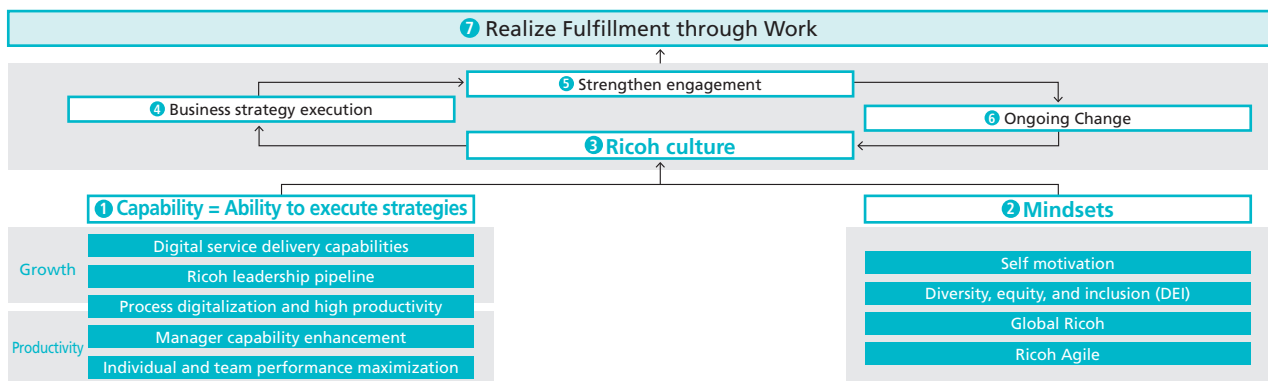 ❼ Realize Fulfillment through Work
❺ Strengthen engagement
❹ Business strategy execution
❻ Ongoing Change
❸ Ricoh culture
❶ Capability = Ability to execute strategies
❷ Mindsets
Growth
Digital service delivery capabilities
Ricoh leadership pipeline
Process digitalization and high productivity
Productivity
Manager capability enhancement
Individual and team performance maximization
Self motivation
Diversity, equity, and inclusion (DEI)
Global Ricoh
Ricoh Agile